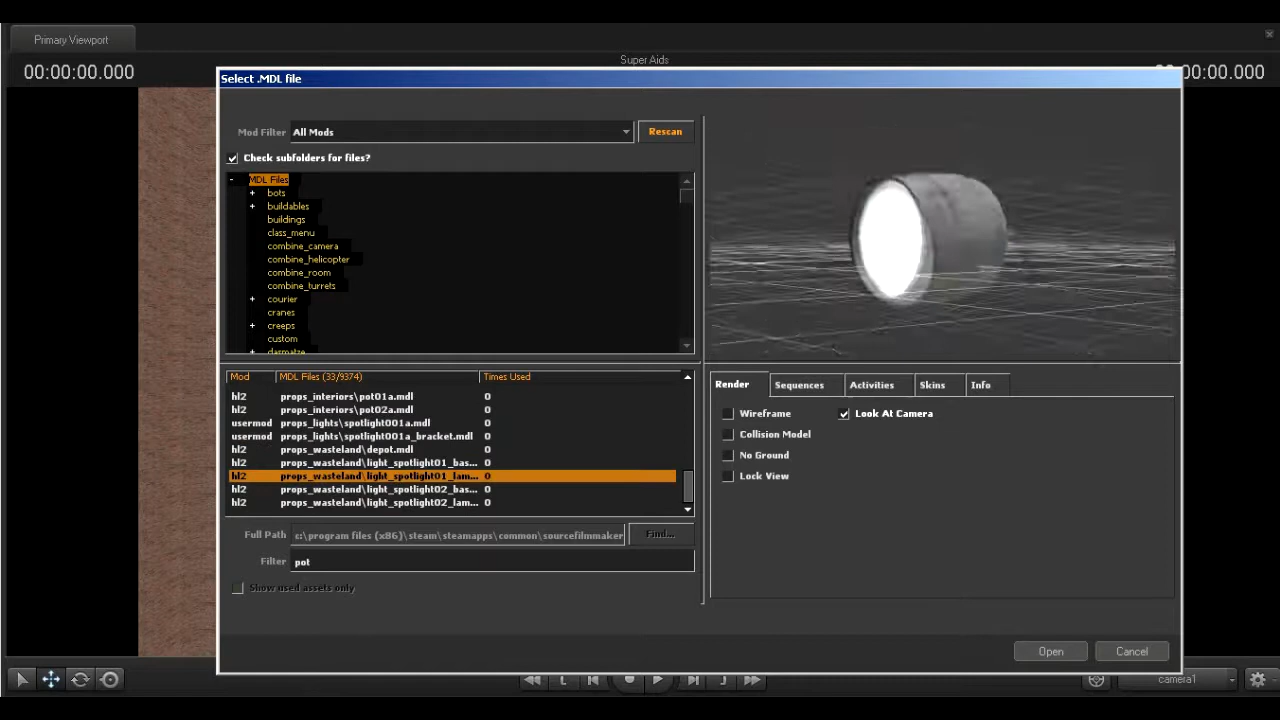 Primary Viewport
Super Aids
00:00:00.000
00:00:00.000
Select .MDL file
Mod Filter All Mods Rescan
Check subfolders for files?
- MDL Files
+ bots
+ buildables
buildings
class_menu
combine_camera
combine_helicopter
combine_room
combine_turrets
+ courier
cranes
+ creeps
custom
Mod MDL Files (33/9374) Times Used
hl2 props_interiors\pot01a.mdl 0
hl2 props_interiors\pot02a.mdl 0
usermod props_lights\spotlight001a.mdl 0
usermod props_lights\spotlight001a_bracket.mdl 0
hl2 props_wasteland\depot.mdl 0
hl2 props_wasteland\light_spotlight01_bas... 0
hl2 props_wasteland\light_spotlight01_lam... 0
hl2 props_wasteland\light_spotlight02_bas... 0
hl2 props_wasteland\light_spotlight02_lam... 0
Full Path c:\program files (x86)\steam\steamapps\common\sourcefilmmaker Find...
Filter pot
Show used assets only
Render Sequences Activities Skins Info
Wireframe Look At Camera
Collision Model
No Ground
Lock View
Open Cancel
camera1